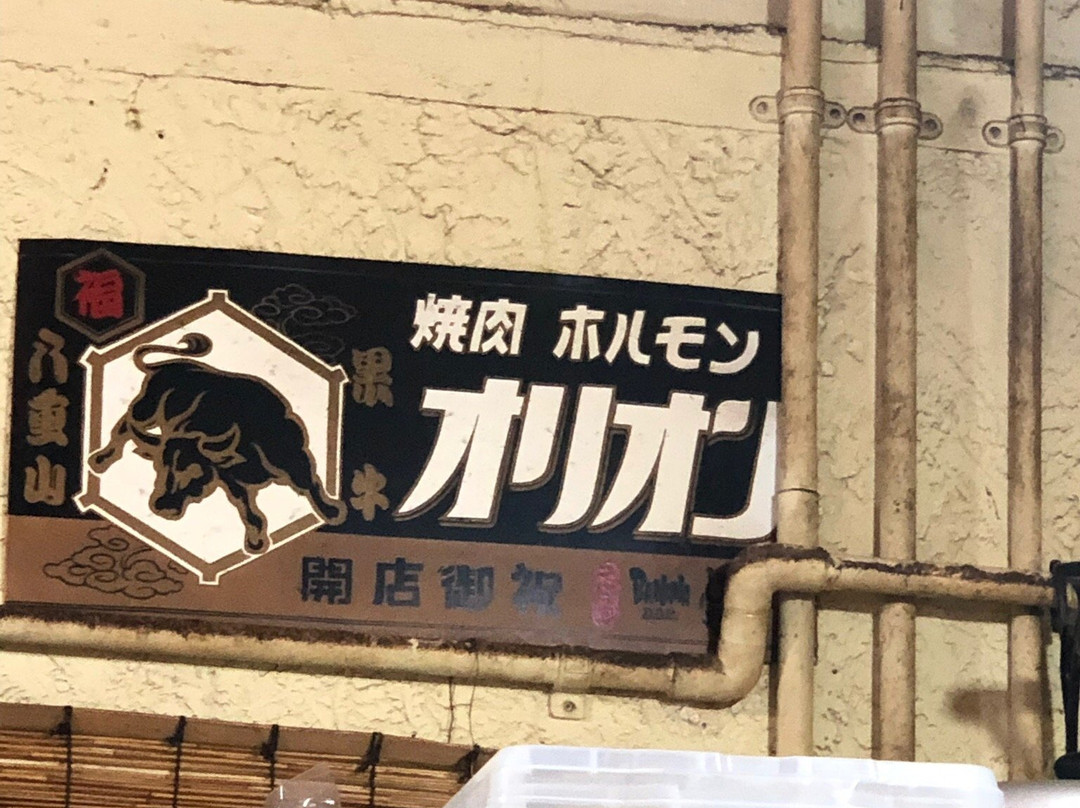 福
八重山
黒牛
焼肉 ホルモン
オリオン
開店御祝